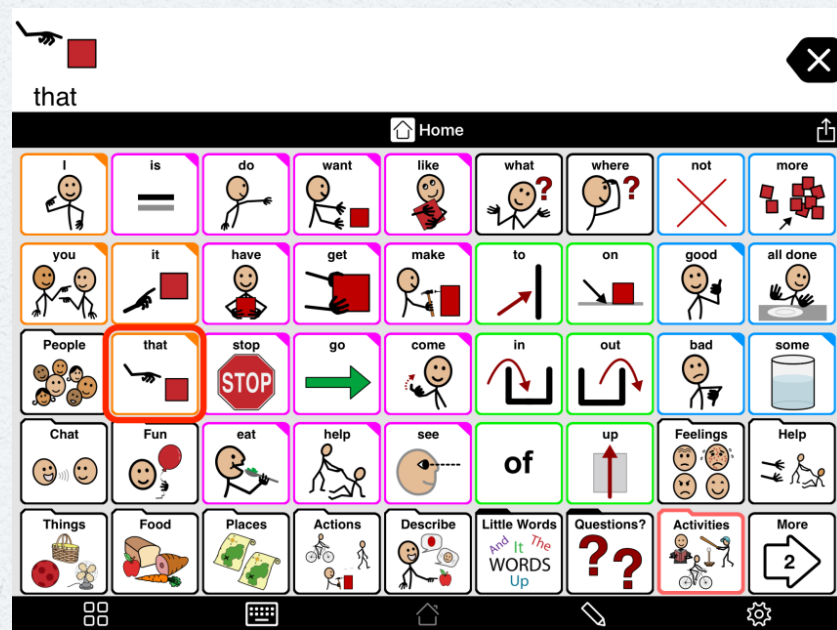 that
Home
I is do want like what where not more
you it have get make to on good all done
People that stop go come in out bad some
STOP
Chat Fun eat help see of up Feelings Help
Things Food Places Actions Describe Little Words Questions? Activities More
And It The
WORDS
Up
2